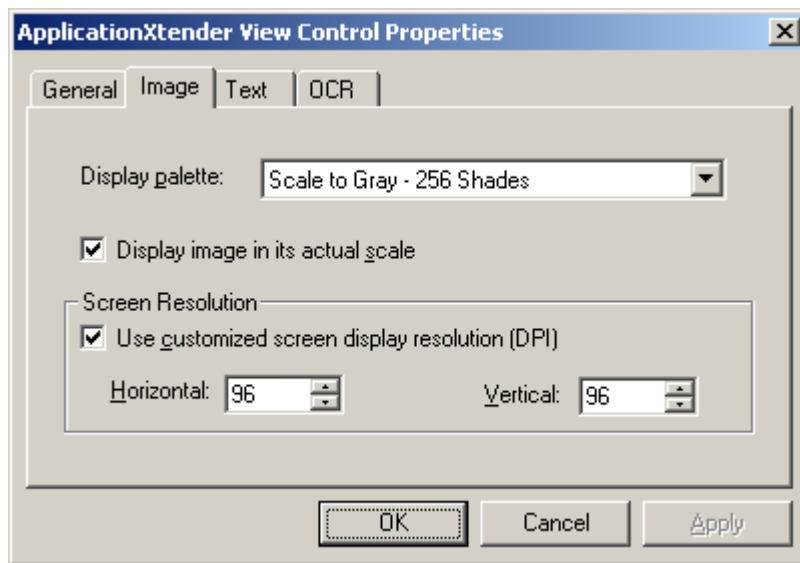 ApplicationXtender View Control Properties
General Image Text OCR
Display palette: Scale to Gray - 256 Shades
Display image in its actual scale
Screen Resolution
Use customized screen display resolution (DPI)
Horizontal: 96 Vertical: 96
OK Cancel Apply